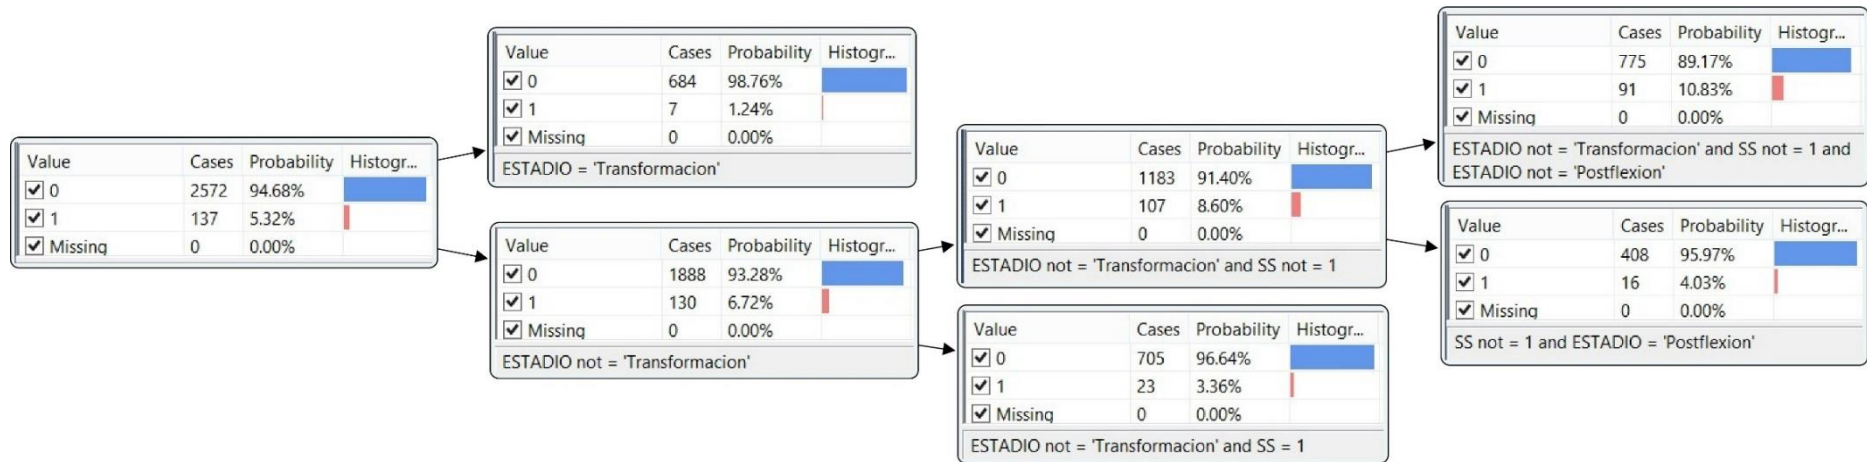 Value Cases Probability Histogr...
0 2572 94.68%
1 137 5.32%
Missing 0 0.00%
Value Cases Probability Histogr...
0 684 98.76%
1 7 1.24%
Missing 0 0.00%
ESTADIO = 'Transformacion'
Value Cases Probability Histogr...
0 1888 93.28%
1 130 6.72%
Missing 0 0.00%
ESTADIO not = 'Transformacion'
Value Cases Probability Histogr...
0 1183 91.40%
1 107 8.60%
Missing 0 0.00%
ESTADIO not = 'Transformacion' and SS not = 1
Value Cases Probability Histogr...
0 705 96.64%
1 23 3.36%
Missing 0 0.00%
ESTADIO not = 'Transformacion' and SS = 1
Value Cases Probability Histogr...
0 775 89.17%
1 91 10.83%
Missing 0 0.00%
ESTADIO not = 'Transformacion' and SS not = 1 and
ESTADIO not = 'Postflexion'
Value Cases Probability Histogr...
0 408 95.97%
1 16 4.03%
Missing 0 0.00%
SS not = 1 and ESTADIO = 'Postflexion'